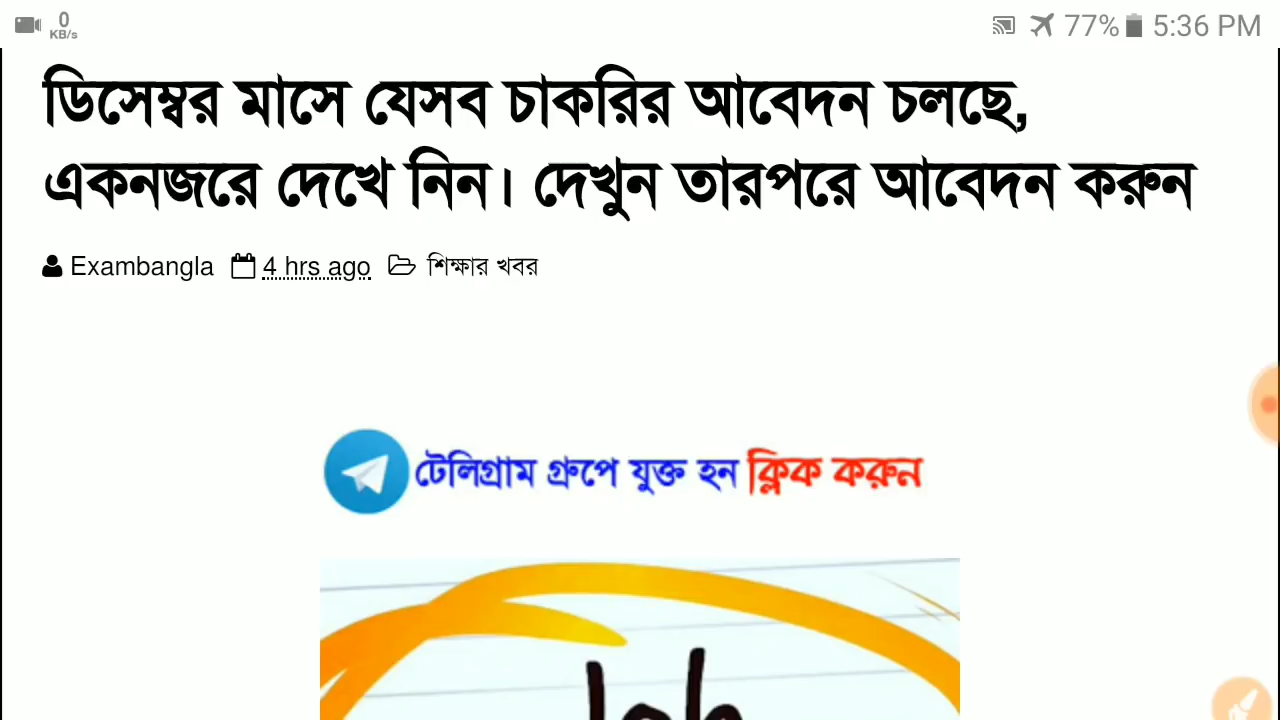 0
KB/s
77% 5:36 PM
ডিসেম্বর মাসে যেসব চাকরির আবেদন চলছে,
একনজরে দেখে নিন। দেখুন তারপরে আবেদন করুন
Exambangla 4 hrs ago শিক্ষার খবর
টেলিগ্রাম গ্রুপে যুক্ত হন ক্লিক করুন